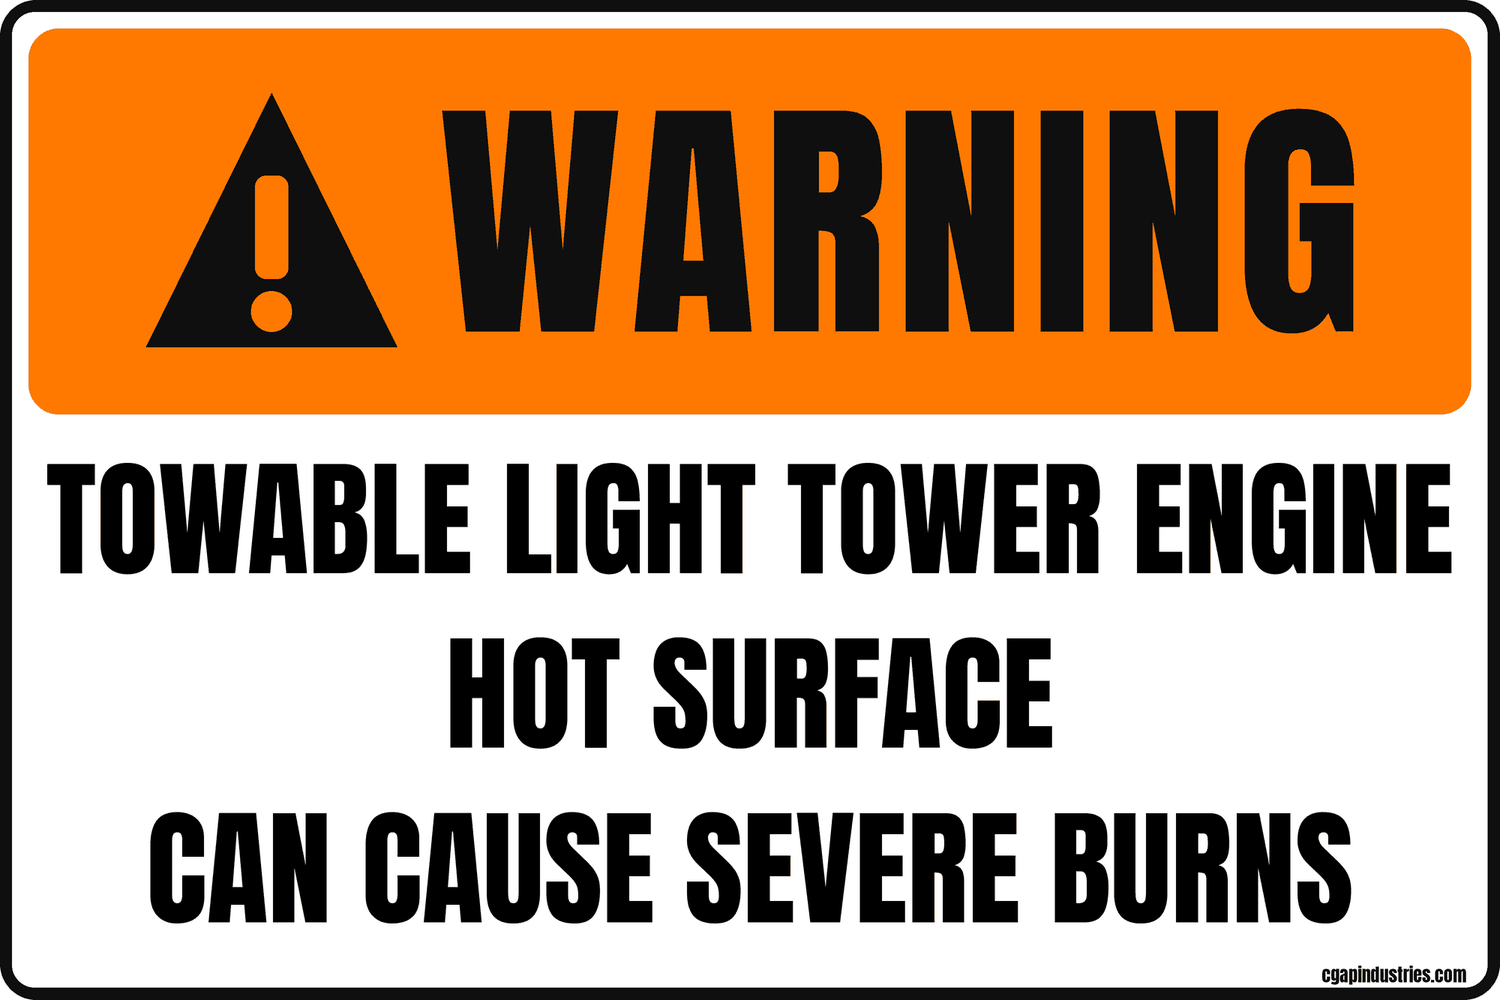 WARNING
TOWABLE LIGHT TOWER ENGINE
HOT SURFACE
CAN CAUSE SEVERE BURNS
cgapindustries.com